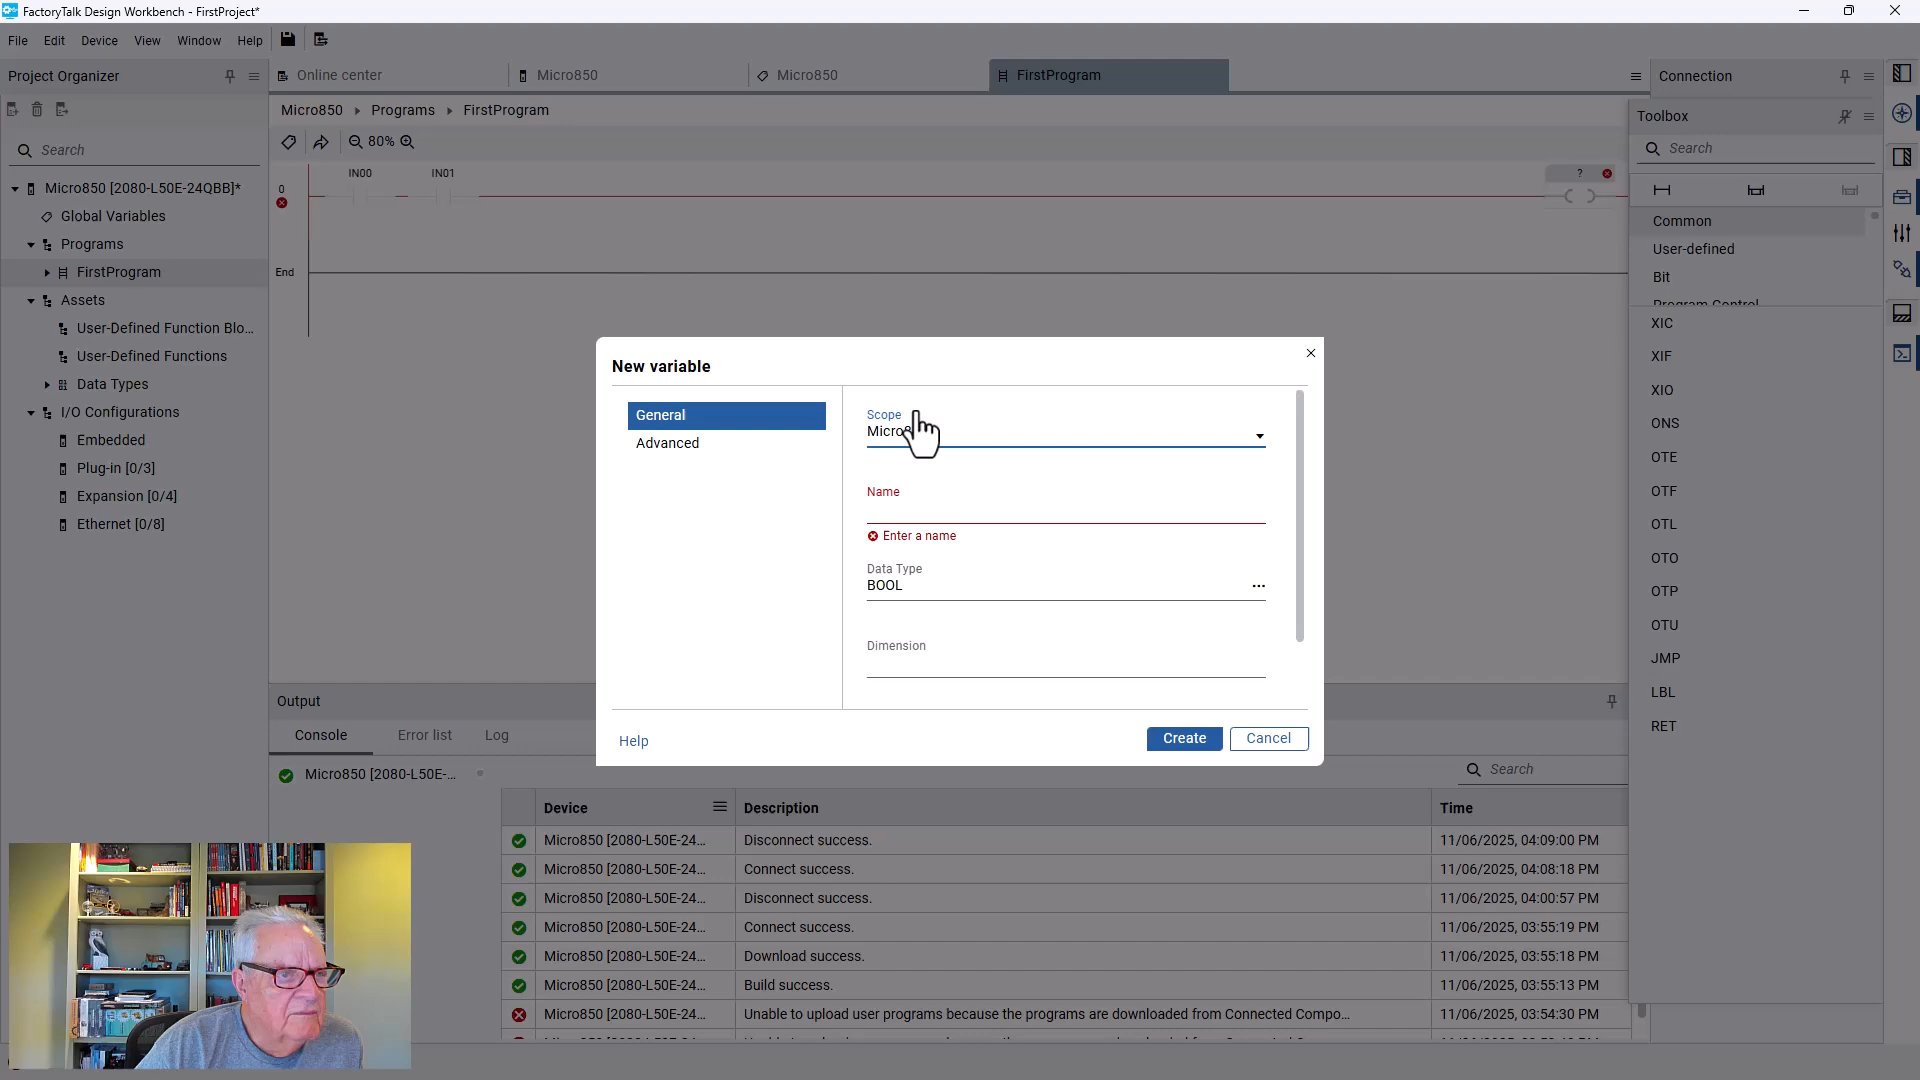 FactoryTalk Design Workbench - FirstProject*
File Edit Device View Window Help
Project Organizer
Online center
Micro850
Micro850
FirstProgram
Connection
Micro850 Programs FirstProgram
Toolbox
80%
Search
Search
IN00 IN01
?
0
Micro850 [2080-L50E-24QBB]*
Global Variables
Programs
FirstProgram
End
Assets
User-Defined Function Blo...
User-Defined Functions
Data Types
I/O Configurations
Embedded
Plug-in [0/3]
Expansion [0/4]
Ethernet [0/8]
Common
User-defined
Bit
Program Control
XIC
XIF
XIO
ONS
OTE
OTF
OTL
OTO
OTP
OTU
JMP
LBL
RET
New variable
General
Advanced
Scope
Name
Enter a name
Data Type
BOOL
...
Dimension
Help
Create
Cancel
Output
Console Error list Log
Micro850 [2080-L50E-...
Search
Device Description Time
Micro850 [2080-L50E-24... Disconnect success. 11/06/2025, 04:09:00 PM
Micro850 [2080-L50E-24... Connect success. 11/06/2025, 04:08:18 PM
Micro850 [2080-L50E-24... Disconnect success. 11/06/2025, 04:00:57 PM
Micro850 [2080-L50E-24... Connect success. 11/06/2025, 03:55:19 PM
Micro850 [2080-L50E-24... Download success. 11/06/2025, 03:55:18 PM
Micro850 [2080-L50E-24... Build success. 11/06/2025, 03:55:13 PM
Micro850 [2080-L50E-24... Unable to upload user programs because the programs are downloaded from Connected Compo... 11/06/2025, 03:54:30 PM